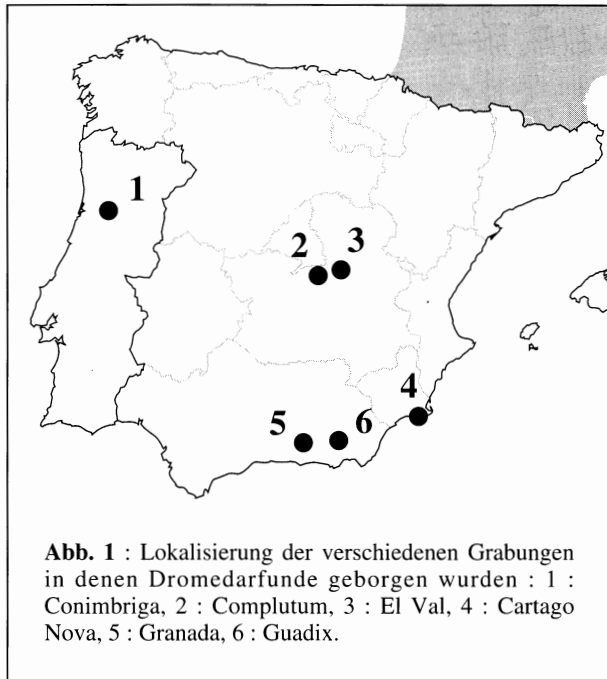 1
2 3
4
5 6
Abb. 1 : Lokalisierung der verschiedenen Grabungen
in denen Dromedarfunde geborgen wurden : 1 :
Conimbriga, 2 : Complutum, 3 : El Val, 4 : Cartago
Nova, 5 : Granada, 6 : Guadix.